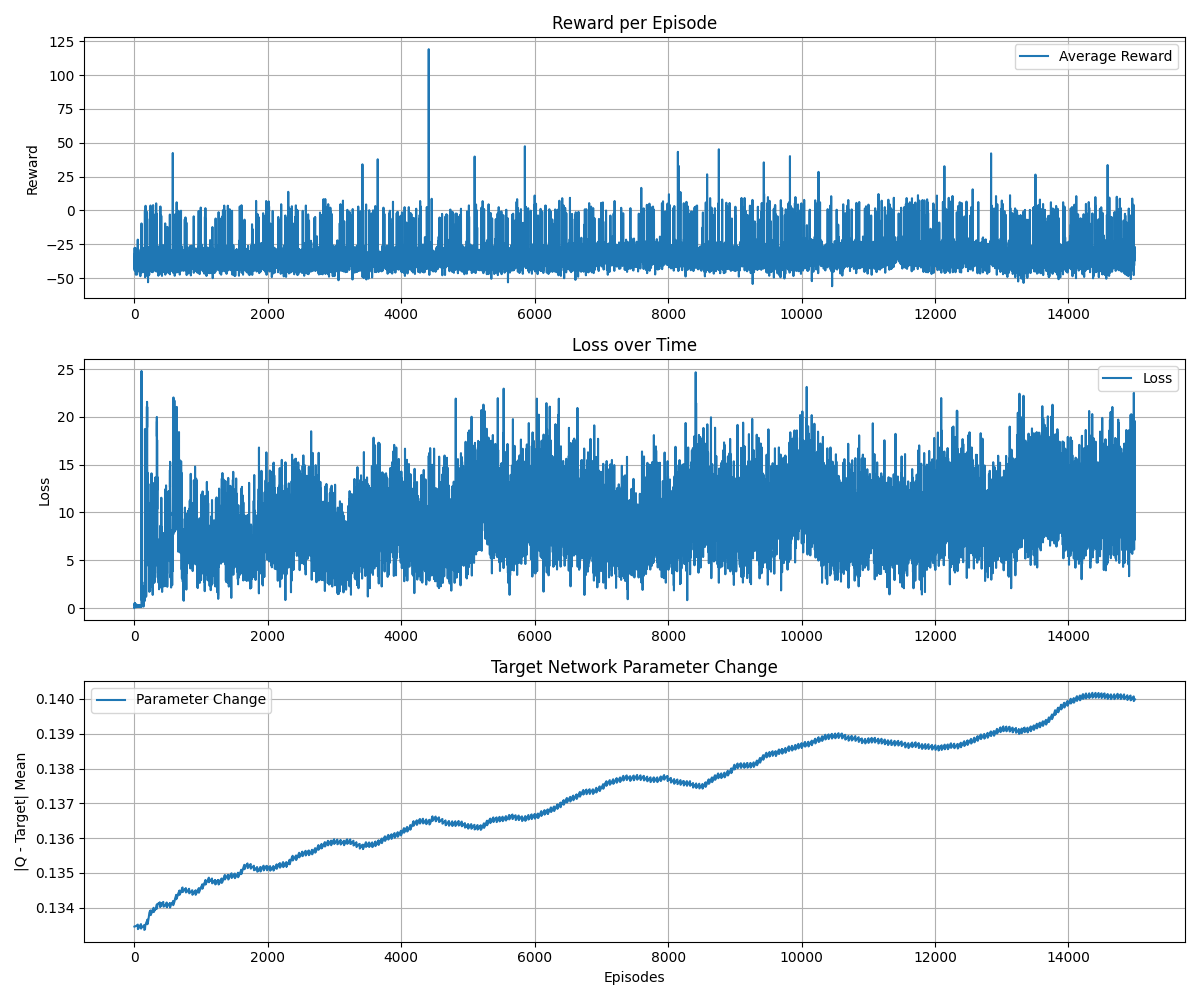 Reward per Episode
125
100
75
50
25
0
−25
−50
Reward
Average Reward
0 2000 4000 6000 8000 10000 12000 14000
Loss over Time
25
20
15
10
5
0
Loss
Loss
0 2000 4000 6000 8000 10000 12000 14000
Target Network Parameter Change
0.140
0.139
0.138
0.137
0.136
0.135
0.134
|Q - Target| Mean
Parameter Change
0 2000 4000 6000 8000 10000 12000 14000
Episodes